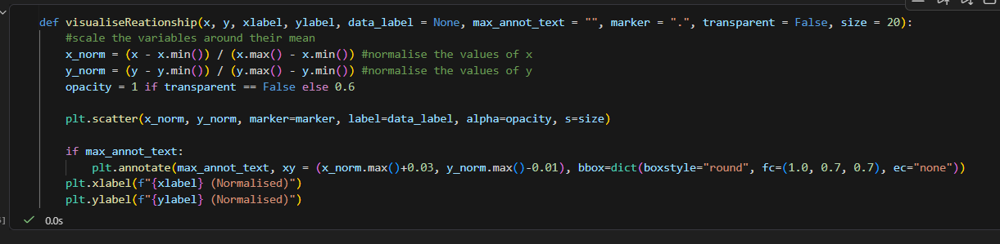 def visualiseReationship(x, y, xlabel, ylabel, data_label = None, max_annot_text = "", marker = ".", transparent = False, size = 20):
    #scale the variables around their mean
    x_norm = (x - x.min()) / (x.max() - x.min()) #normalise the values of x
    y_norm = (y - y.min()) / (y.max() - y.min()) #normalise the values of y
    opacity = 1 if transparent == False else 0.6

    plt.scatter(x_norm, y_norm, marker=marker, label=data_label, alpha=opacity, s=size)

    if max_annot_text:
        plt.annotate(max_annot_text, xy = (x_norm.max()+0.03, y_norm.max()-0.01), bbox=dict(boxstyle="round", fc=(1.0, 0.7, 0.7), ec="none"))
    plt.xlabel(f"{xlabel} (Normalised)")
    plt.ylabel(f"{ylabel} (Normalised)")
0.0s